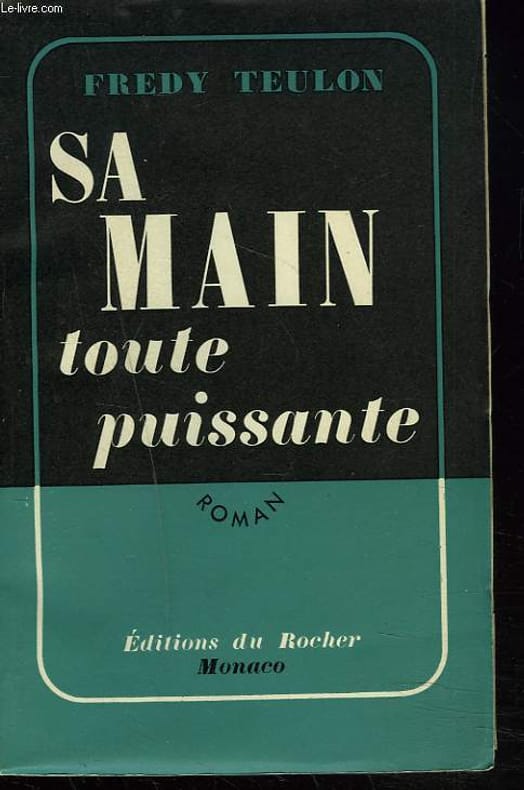 Le-livre.com
FREDY TEULON
SA
MAIN
toute
puissante
ROMAN
Éditions du Rocher
Monaco